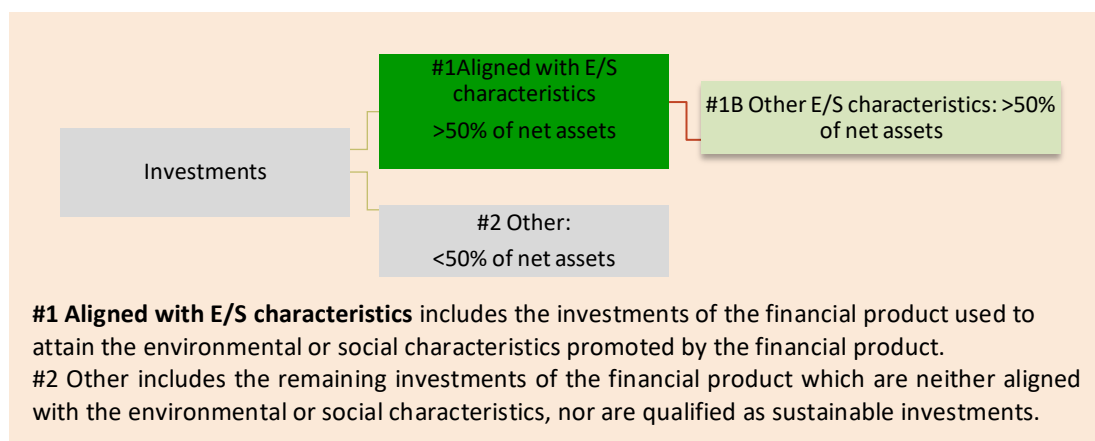 #1Aligned with E/S
characteristics
>50% of net assets
#1B Other E/S characteristics: >50%
of net assets
Investments
#2 Other:
<50% of net assets
#1 Aligned with E/S characteristics includes the investments of the financial product used to
attain the environmental or social characteristics promoted by the financial product.
#2 Other includes the remaining investments of the financial product which are neither aligned
with the environmental or social characteristics, nor are qualified as sustainable investments.